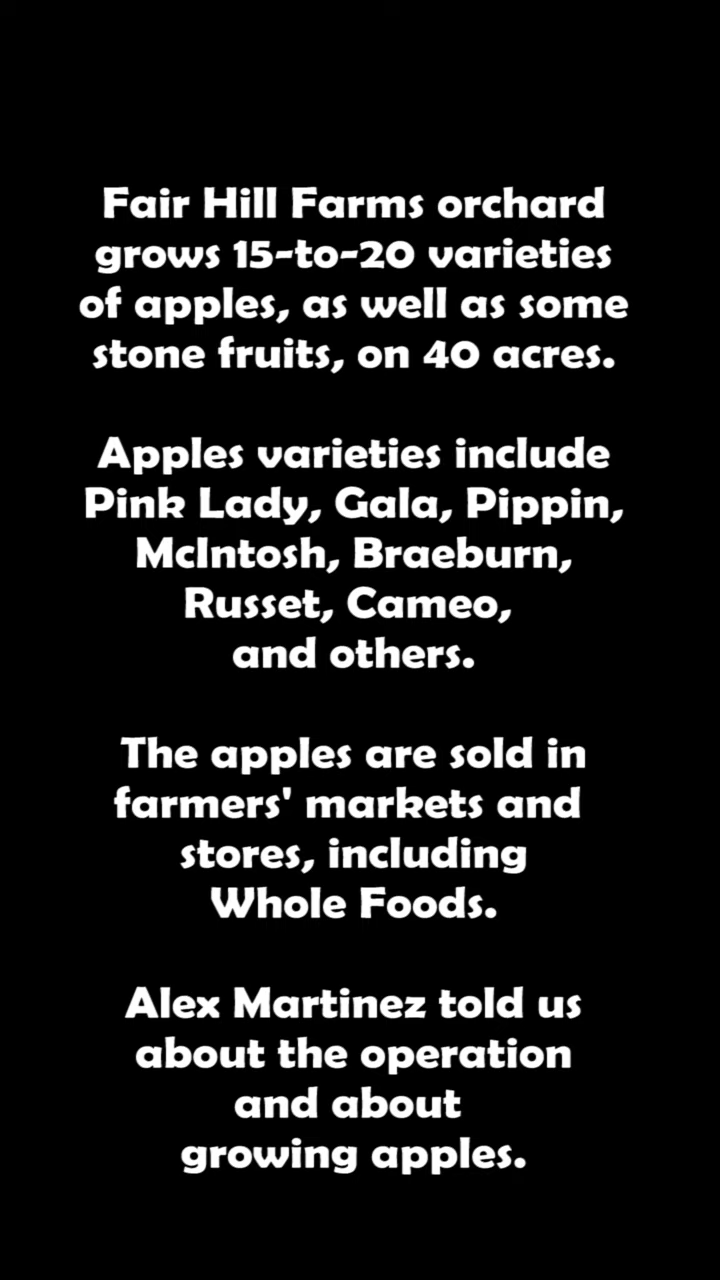 Fair Hill Farms orchard
grows 15-to-20 varieties
of apples, as well as some
stone fruits, on 40 acres.
Apples varieties include
Pink Lady, Gala, Pippin,
McIntosh, Braeburn,
Russet, Cameo,
and others.
The apples are sold in
farmers' markets and
stores, including
Whole Foods.
Alex Martinez told us
about the operation
and about
growing apples.